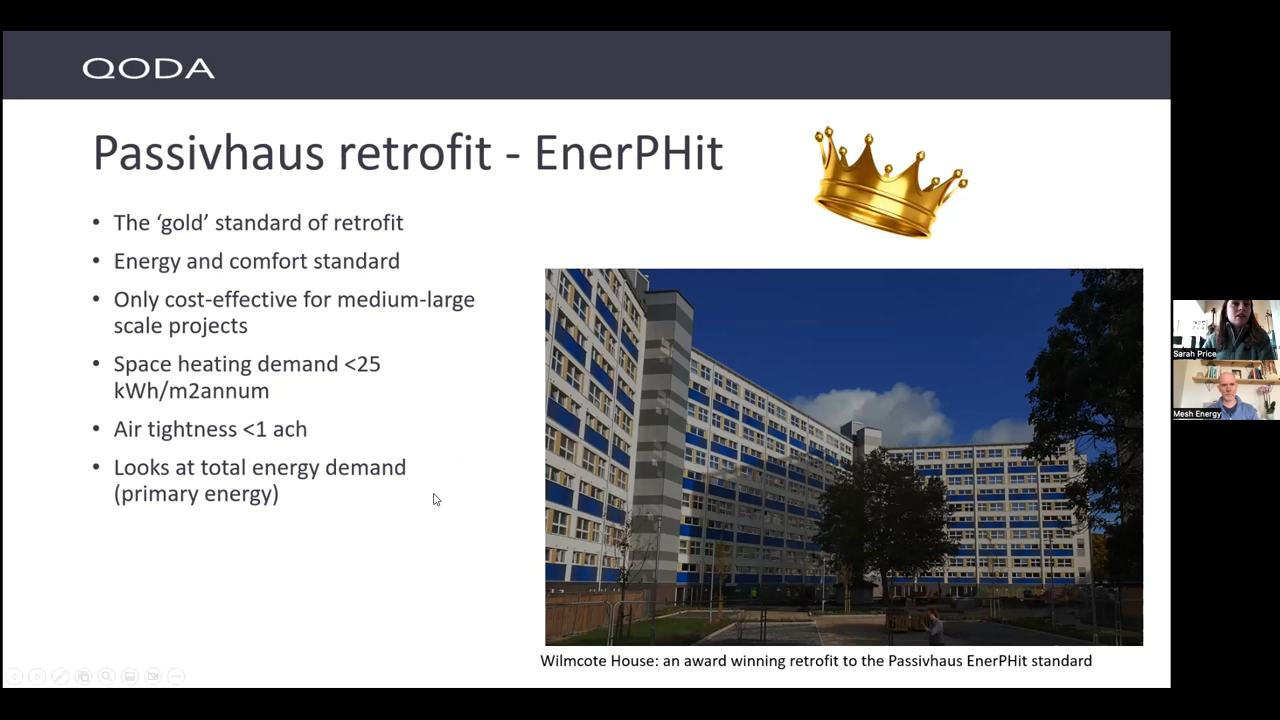 QODA
Passivhaus retrofit - EnerPHit
• The ‘gold’ standard of retrofit
• Energy and comfort standard
• Only cost-effective for medium-large
scale projects
• Space heating demand <25
kWh/m2annum
• Air tightness <1 ach
• Looks at total energy demand
(primary energy)
Wilmcote House: an award winning retrofit to the Passivhaus EnerPHit standard
Sarah Price
Mesh Energy